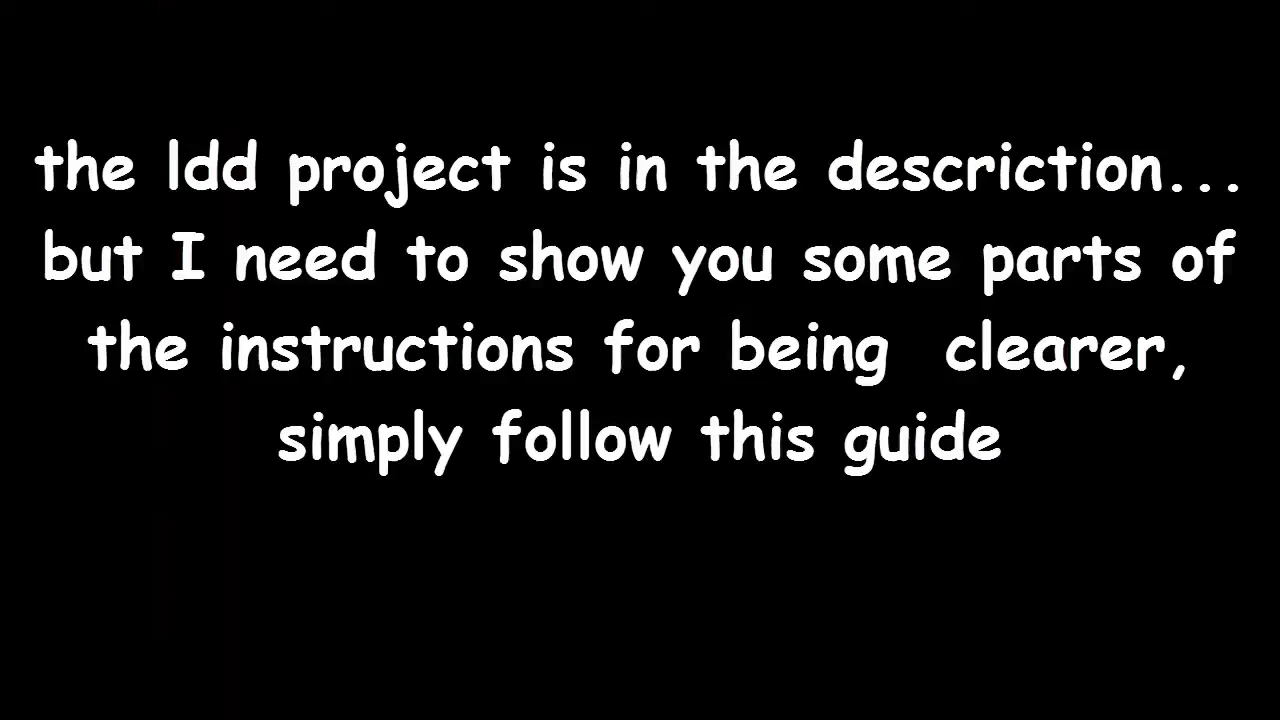 the ldd project is in the descriction...
but I need to show you some parts of
the instructions for being  clearer,
simply follow this guide